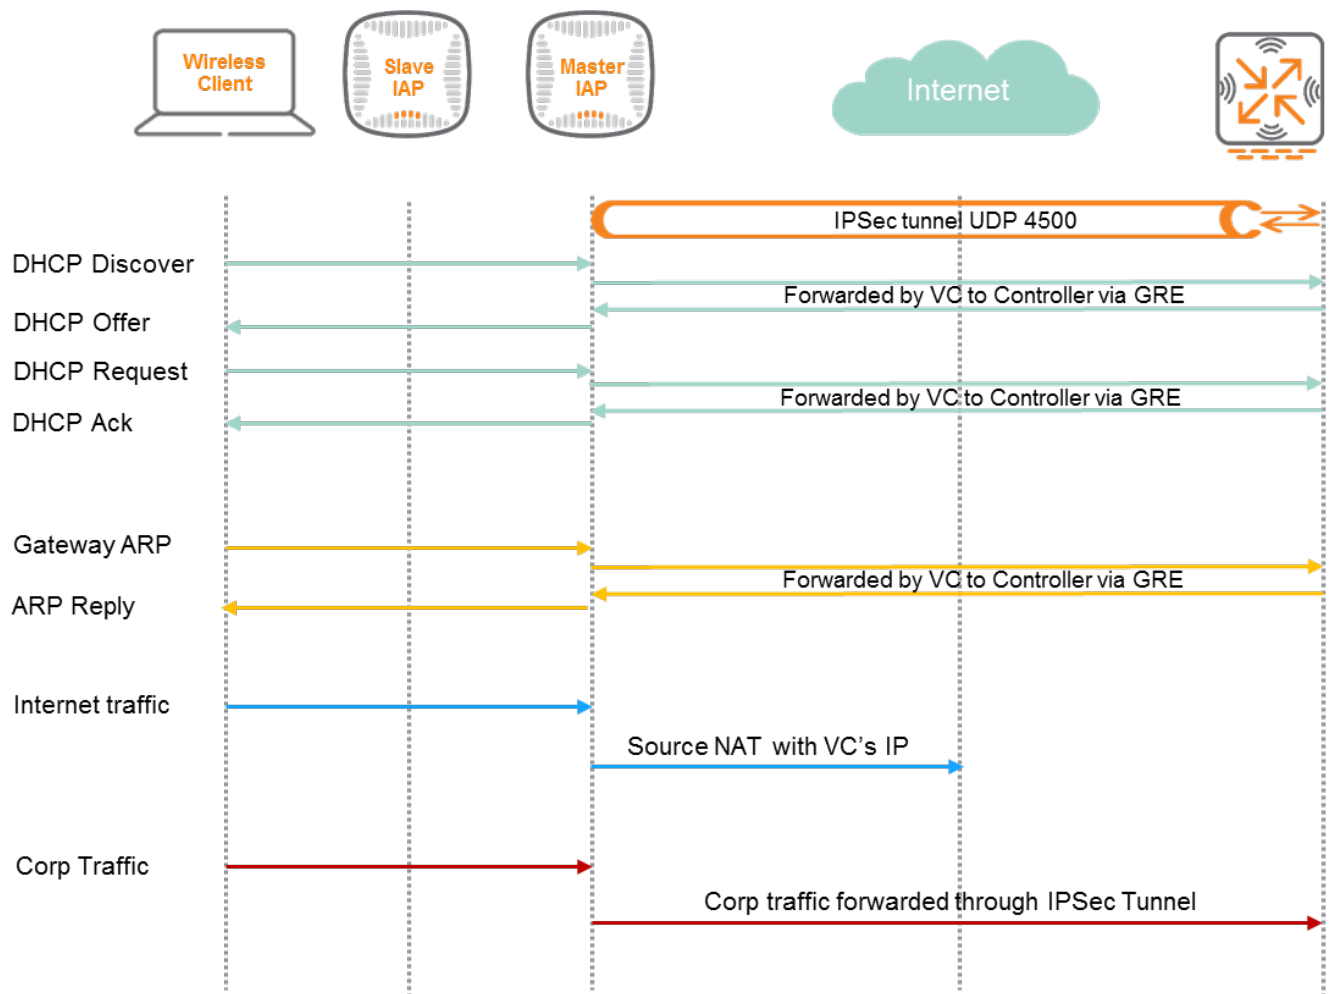 Wireless
Client
Slave
IAP
Master
IAP
Internet
IPSec tunnel UDP 4500
DHCP Discover
Forwarded by VC to Controller via GRE
DHCP Offer
DHCP Request
Forwarded by VC to Controller via GRE
DHCP Ack
Gateway ARP
Forwarded by VC to Controller via GRE
ARP Reply
Internet traffic
Source NAT with VC's IP
Corp Traffic
Corp traffic forwarded through IPSec Tunnel